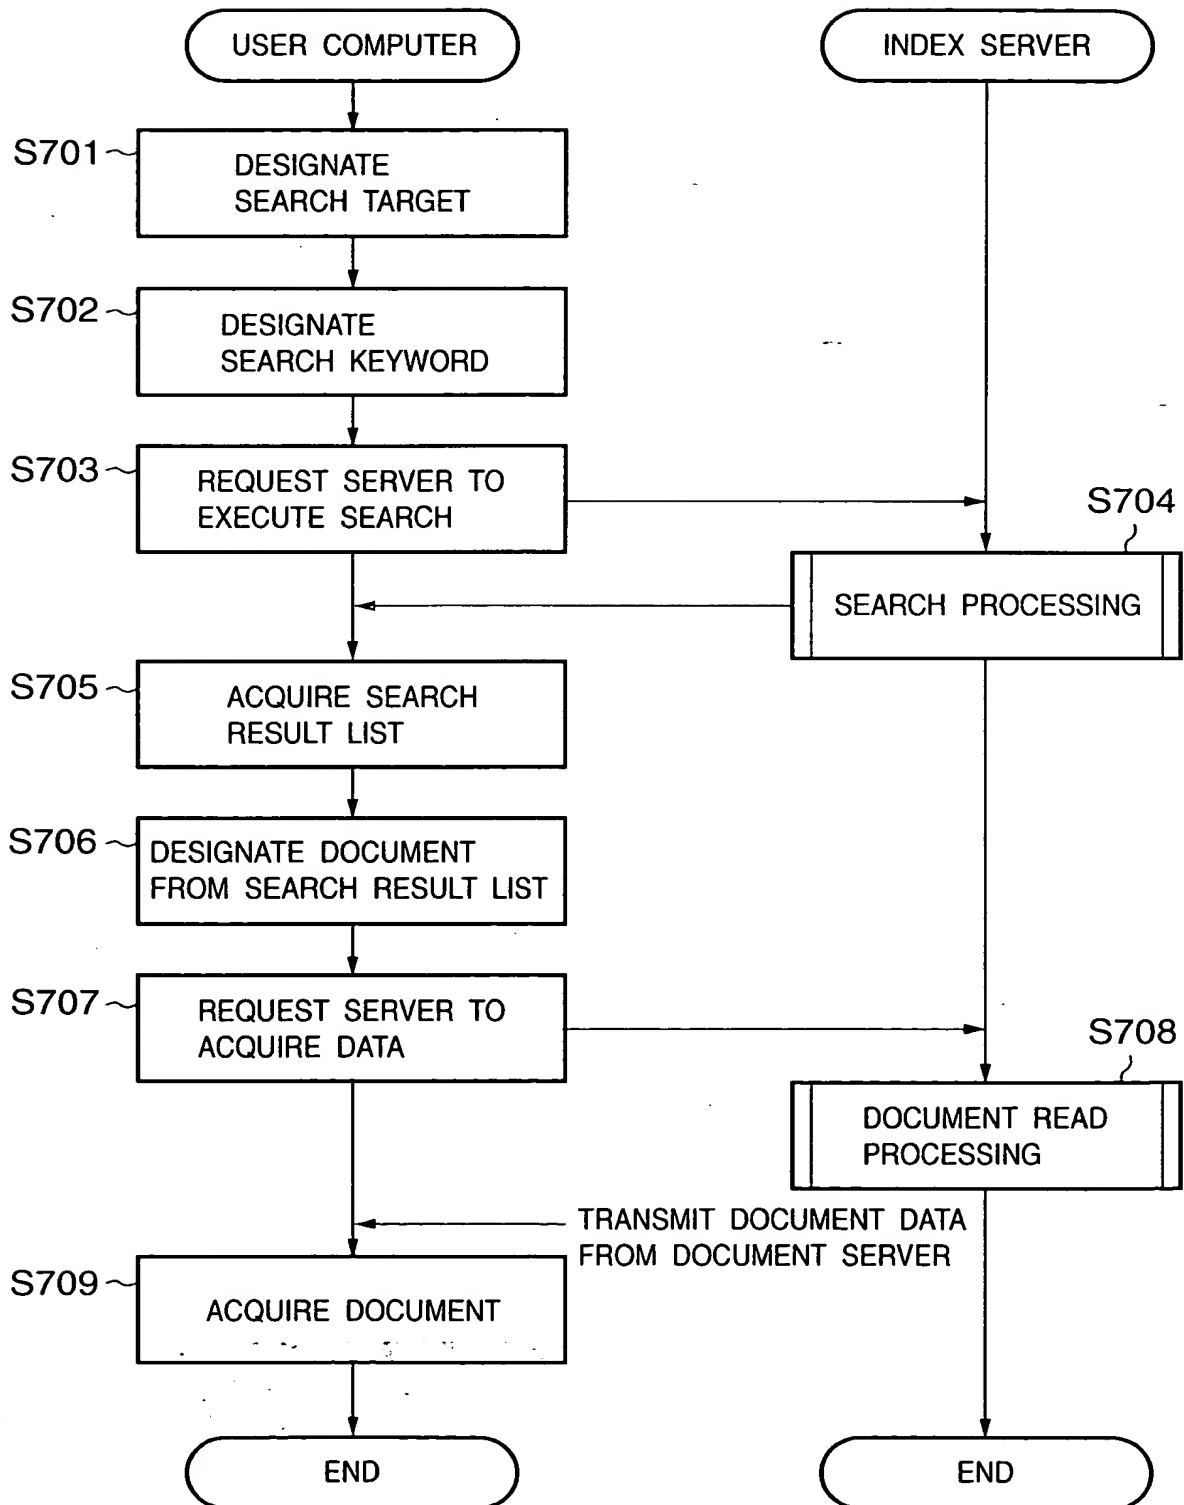 USER COMPUTER
INDEX SERVER
S701
DESIGNATE
SEARCH TARGET
S702
DESIGNATE
SEARCH KEYWORD
S703
REQUEST SERVER TO
EXECUTE SEARCH
S704
SEARCH PROCESSING
S705
ACQUIRE SEARCH
RESULT LIST
S706
DESIGNATE DOCUMENT
FROM SEARCH RESULT LIST
S707
REQUEST SERVER TO
ACQUIRE DATA
S708
DOCUMENT READ
PROCESSING
TRANSMIT DOCUMENT DATA
FROM DOCUMENT SERVER
S709
ACQUIRE DOCUMENT
END
END